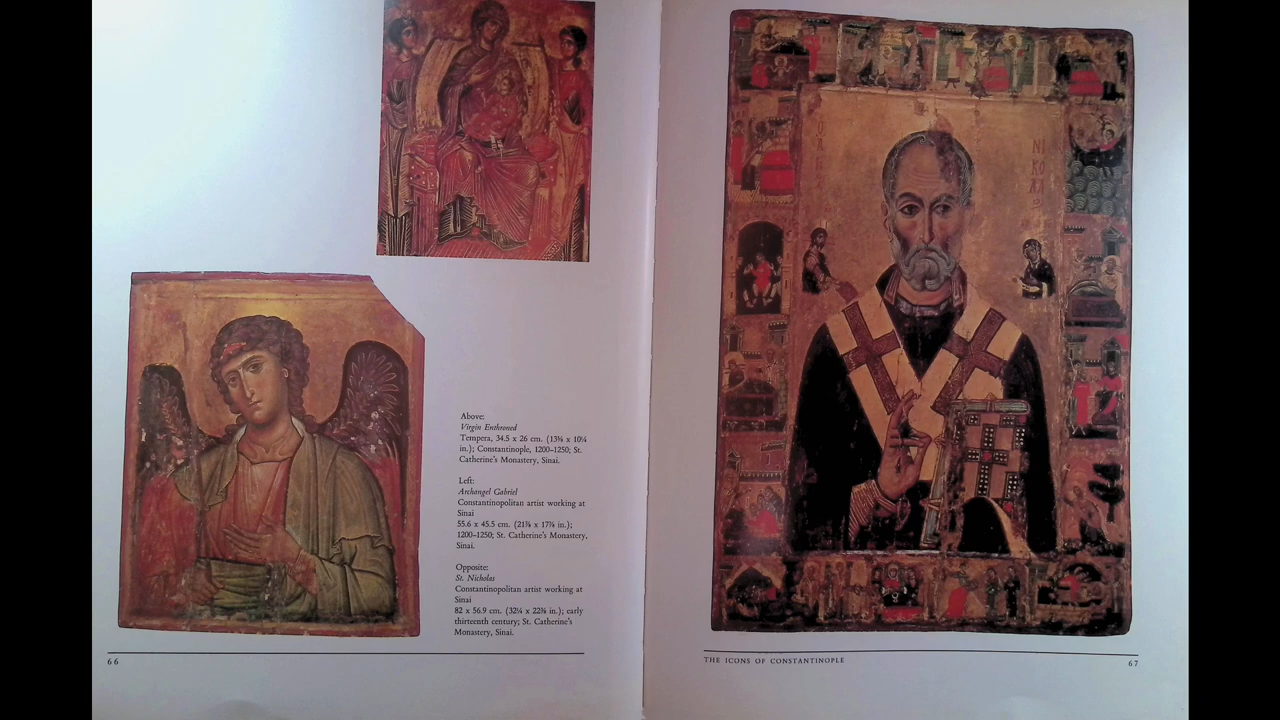 Above:
Virgin Enthroned
Tempera, 34.5 x 26 cm. (13⅝ x 10¼
in.); Constantinople, 1200–1250; St.
Catherine's Monastery, Sinai.
Left:
Archangel Gabriel
Constantinopolitan artist working at
Sinai
55.6 x 45.5 cm. (21⅞ x 17⅞ in.);
1200–1250; St. Catherine's Monastery,
Sinai.
Opposite:
St. Nicholas
Constantinopolitan artist working at
Sinai
82 x 56.9 cm. (32¼ x 22⅜ in.); early
thirteenth century; St. Catherine's
Monastery, Sinai.
66
ΝΙ
ΚΟ
ΛΑ
THE ICONS OF CONSTANTINOPLE
67